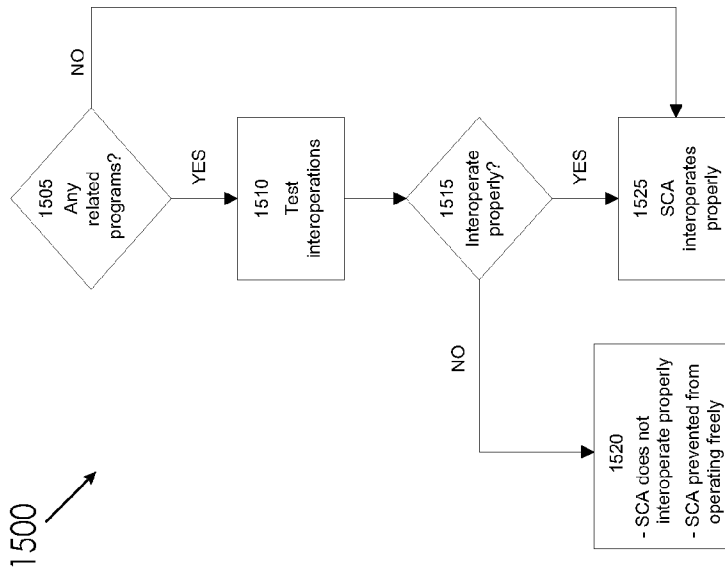 1500
1505
Any
related
programs?
NO
YES
1510
Test
interoperations
1515
Interoperate
properly?
NO
YES
1520
- SCA does not
interoperate properly
- SCA prevented from
operating freely
1525
SCA
interoperates
properly